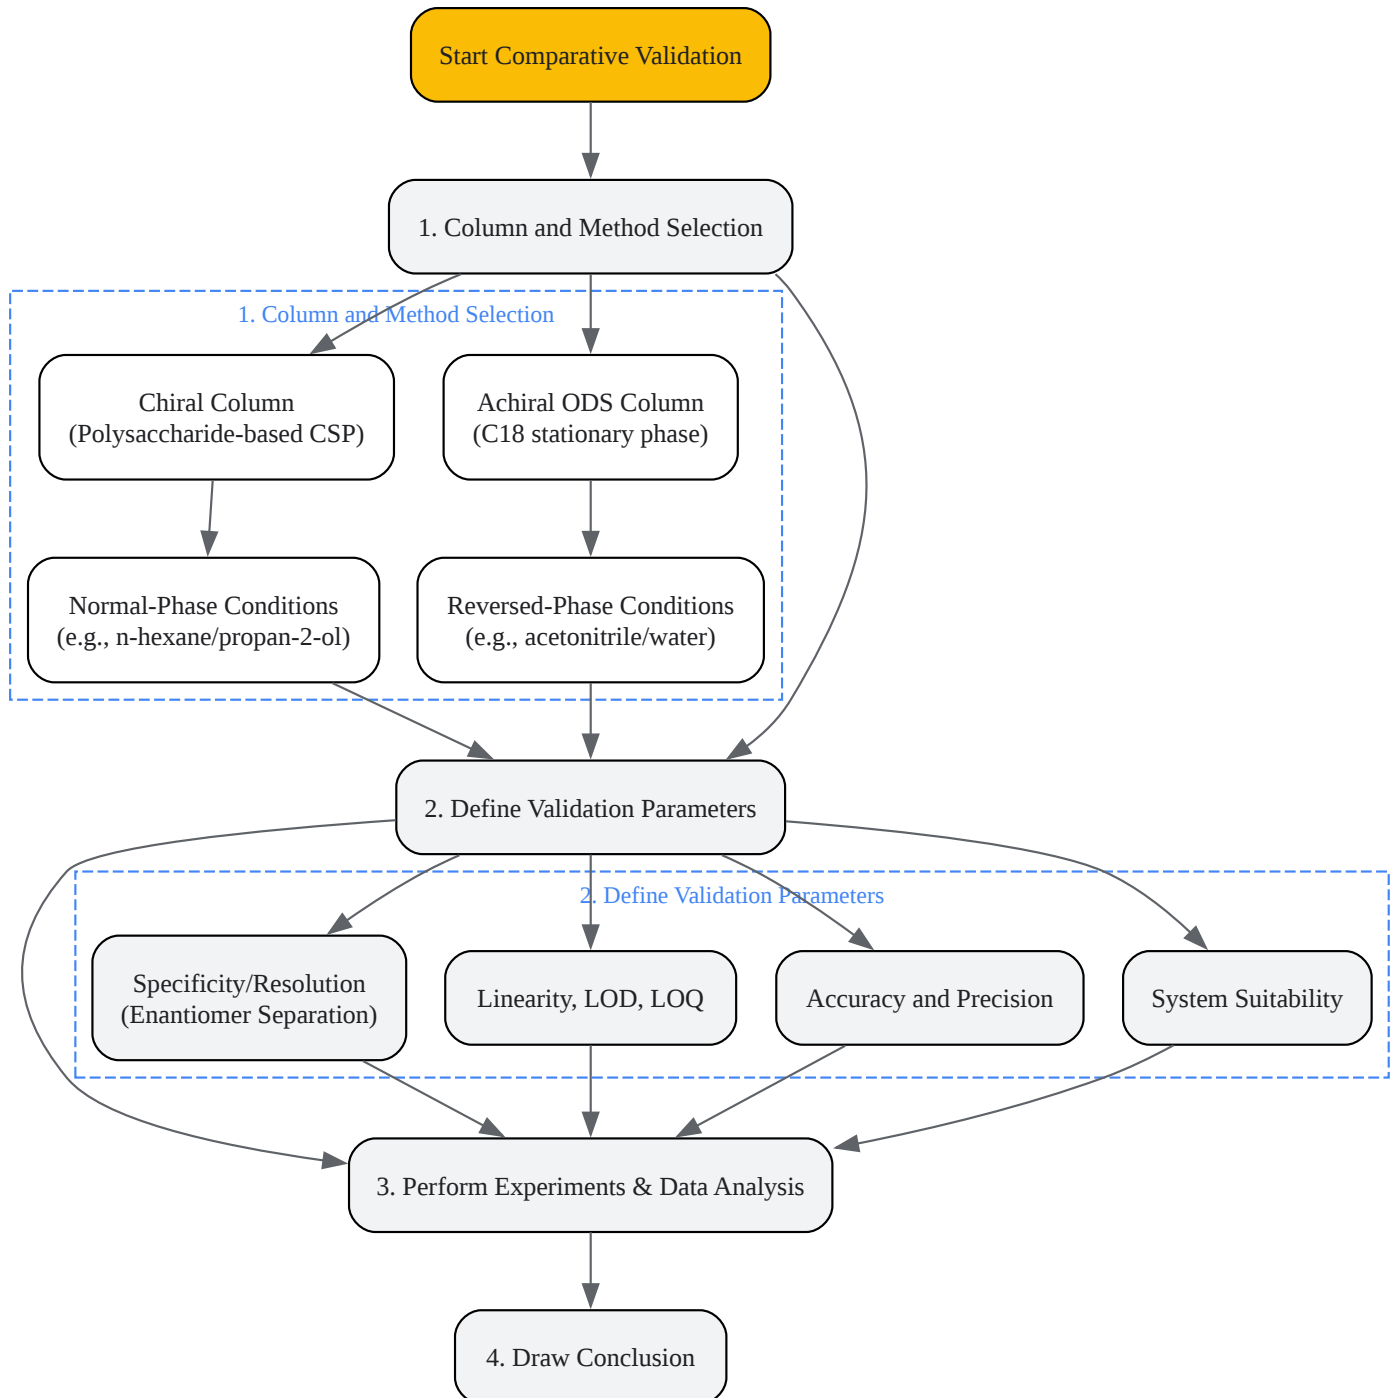 Start Comparative Validation
1. Column and Method Selection
1. Column and Method Selection
Chiral Column
(Polysaccharide-based CSP)
Achiral ODS Column
(C18 stationary phase)
Normal-Phase Conditions
(e.g., n-hexane/propan-2-ol)
Reversed-Phase Conditions
(e.g., acetonitrile/water)
2. Define Validation Parameters
2. Define Validation Parameters
Specificity/Resolution
(Enantiomer Separation)
Linearity, LOD, LOQ
Accuracy and Precision
System Suitability
3. Perform Experiments & Data Analysis
4. Draw Conclusion